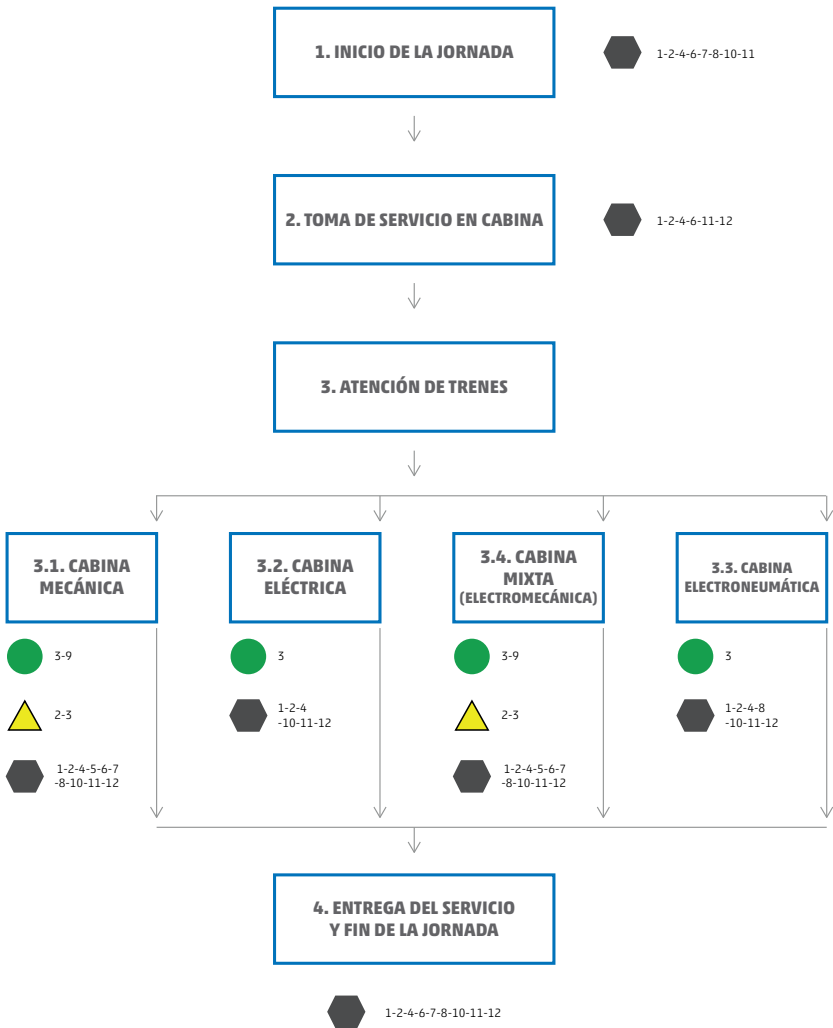 1. INICIO DE LA JORNADA
1-2-4-6-7-8-10-11
2. TOMA DE SERVICIO EN CABINA
1-2-4-6-11-12
3. ATENCIÓN DE TRENES
3.1. CABINA
MECÁNICA
3-9
2-3
1-2-4-5-6-7
-8-10-11-12
3.2. CABINA
ELÉCTRICA
3
1-2-4
-10-11-12
3.4. CABINA
MIXTA
(ELECTROMECÁNICA)
3-9
2-3
1-2-4-5-6-7
-8-10-11-12
3.3. CABINA
ELECTRONEUMÁTICA
3
1-2-4-8
-10-11-12
4. ENTREGA DEL SERVICIO
Y FIN DE LA JORNADA
1-2-4-6-7-8-10-11-12